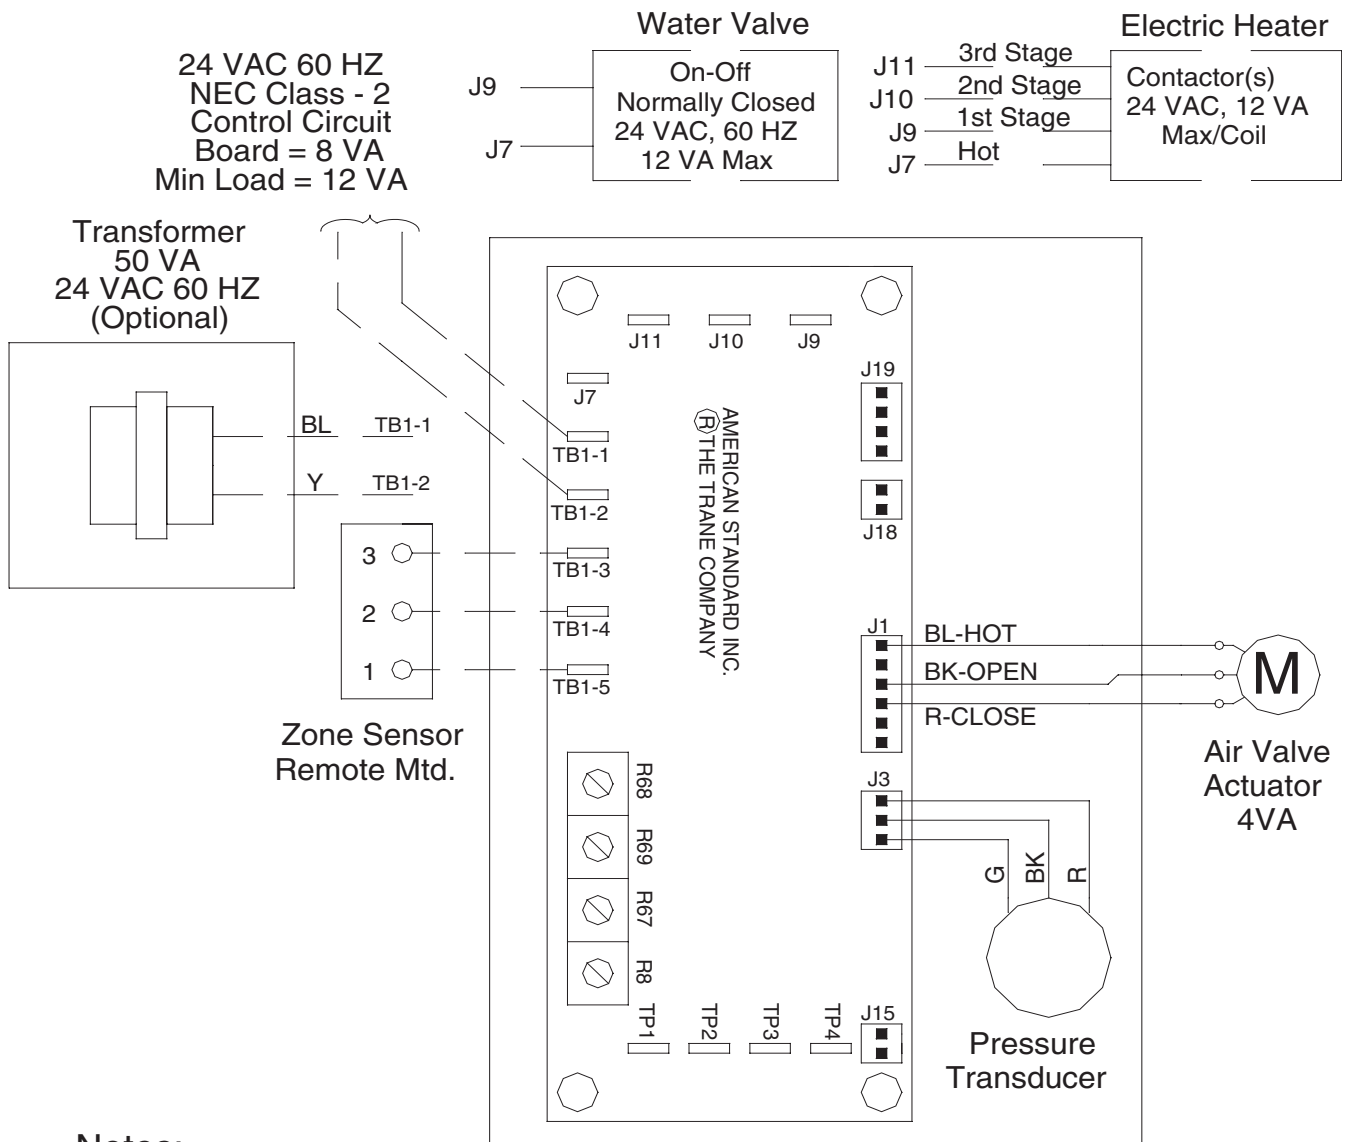 Water Valve
Electric Heater
24 VAC 60 HZ
NEC Class - 2
Control Circuit
Board = 8 VA
Min Load = 12 VA
J9
J7
On-Off
Normally Closed
24 VAC, 60 HZ
12 VA Max
J11
3rd Stage
J10
2nd Stage
J9
1st Stage
J7
Hot
Contactor(s)
24 VAC, 12 VA
Max/Coil
Transformer
50 VA
24 VAC 60 HZ
(Optional)
BL
TB1-1
Y
TB1-2
3
2
1
Zone Sensor
Remote Mtd.
J11
J10
J9
J7
TB1-1
TB1-2
TB1-3
TB1-4
TB1-5
AMERICAN STANDARD INC.
R THE TRANE COMPANY
J19
J18
J1
BL-HOT
BK-OPEN
R-CLOSE
M
Air Valve
Actuator
4VA
J3
G
BK
R
Pressure
Transducer
R68
R69
R67
R8
TP1
TP2
TP3
TP4
J15
Notes: